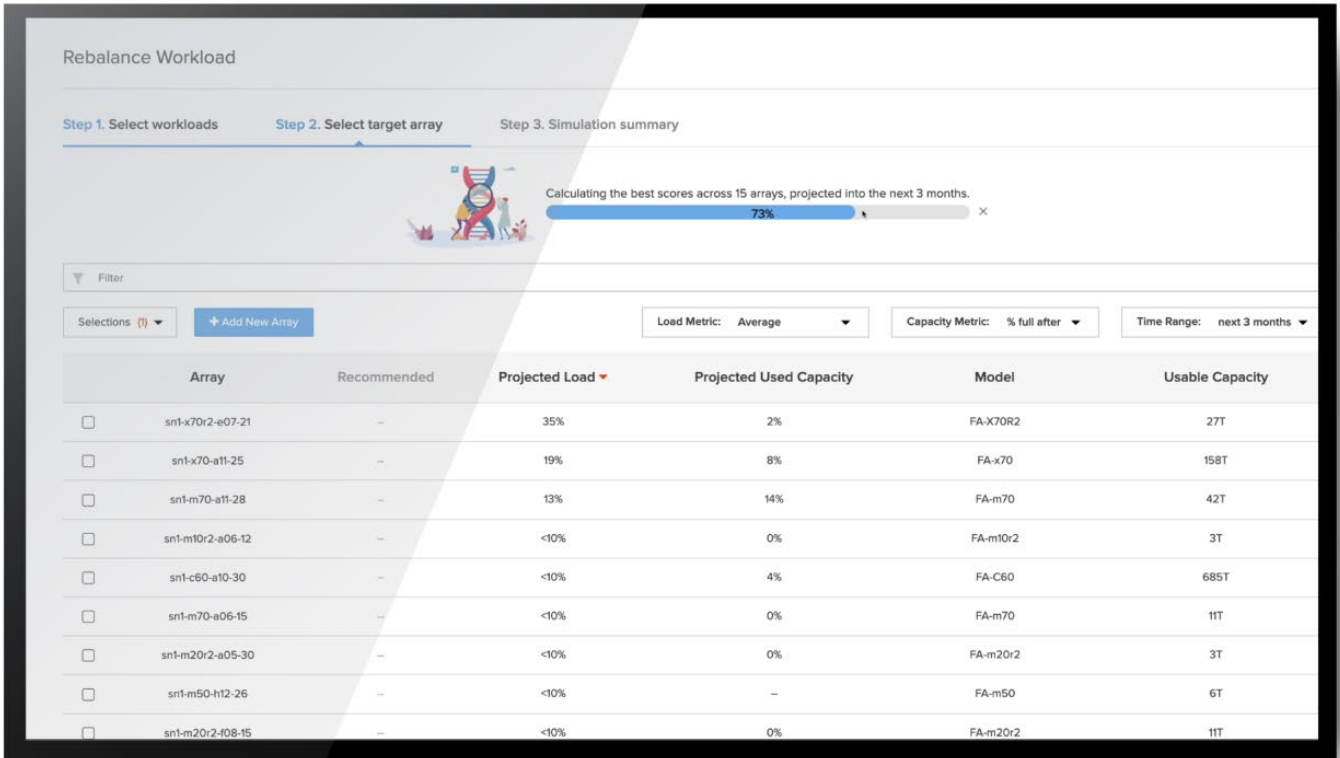 Rebalance Workload
Step 1. Select workloads Step 2. Select target array Step 3. Simulation summary
Calculating the best scores across 15 arrays, projected into the next 3 months.
73%
Filter
Selections (1) + Add New Array Load Metric: Average Capacity Metric: % full after Time Range: next 3 months
Array Recommended Projected Load Projected Used Capacity Model Usable Capacity
sn1-x70r2-e07-21 -- 35% 2% FA-X70R2 27T
sn1-x70-a11-25 -- 19% 8% FA-x70 158T
sn1-m70-a11-28 -- 13% 14% FA-m70 42T
sn1-m10r2-a06-12 -- <10% 0% FA-m10r2 3T
sn1-c60-a10-30 -- <10% 4% FA-C60 685T
sn1-m70-a06-15 -- <10% 0% FA-m70 11T
sn1-m20r2-a05-30 -- <10% 0% FA-m20r2 3T
sn1-m50-h12-26 -- <10% – FA-m50 6T
sn1-m20r2-f08-15 -- <10% 0% FA-m20r2 11T